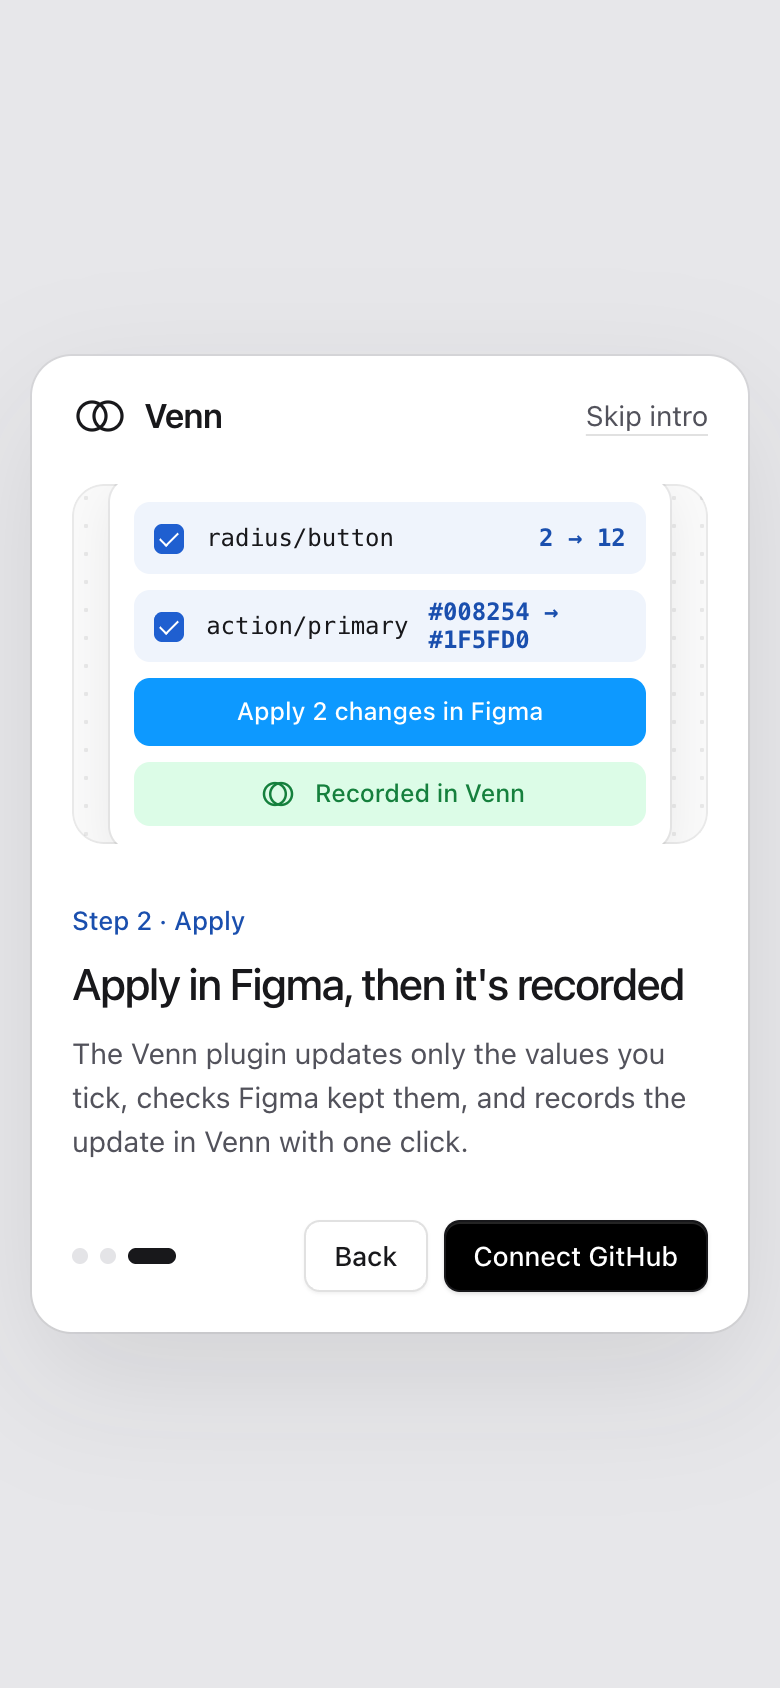 Venn
Skip intro
radius/button 2 → 12
action/primary #008254 →
#1F5FD0
Apply 2 changes in Figma
Recorded in Venn
Step 2 · Apply
Apply in Figma, then it's recorded
The Venn plugin updates only the values you
tick, checks Figma kept them, and records the
update in Venn with one click.
Back
Connect GitHub